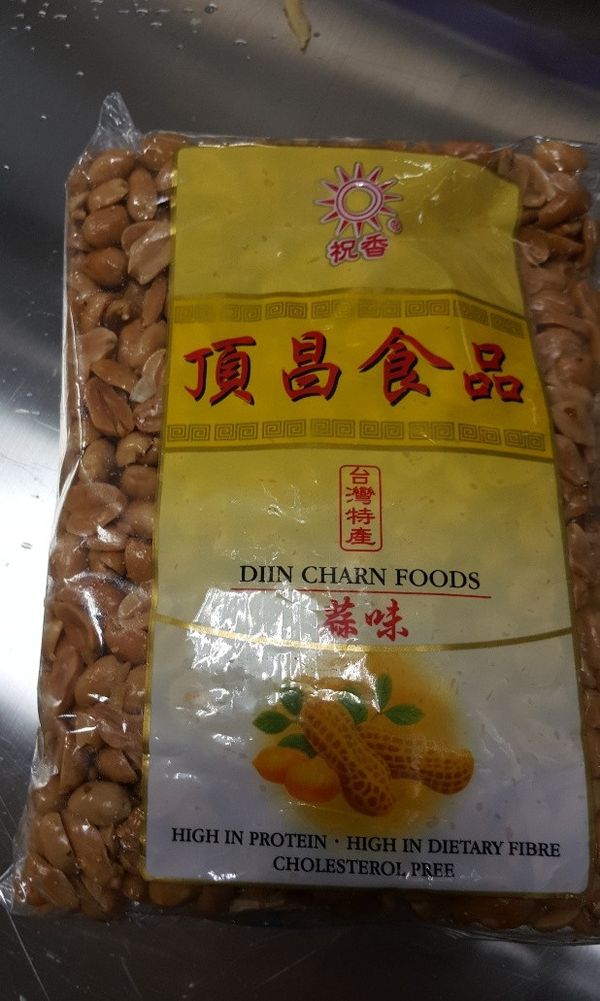 祝香
®
頂昌食品
台灣特產
DIIN CHARN FOODS
蒜味
HIGH IN PROTEIN · HIGH IN DIETARY FIBRE
CHOLESTEROL PREE